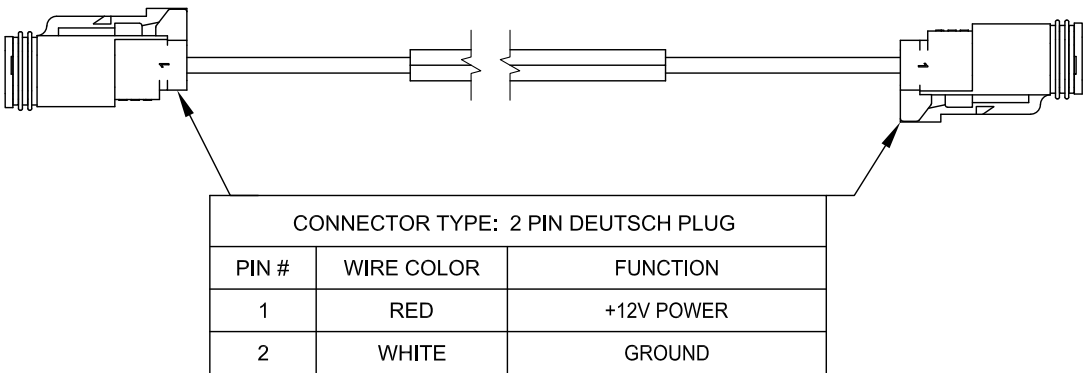 1
1
CONNECTOR TYPE: 2 PIN DEUTSCH PLUG
PIN # WIRE COLOR FUNCTION
1 RED +12V POWER
2 WHITE GROUND